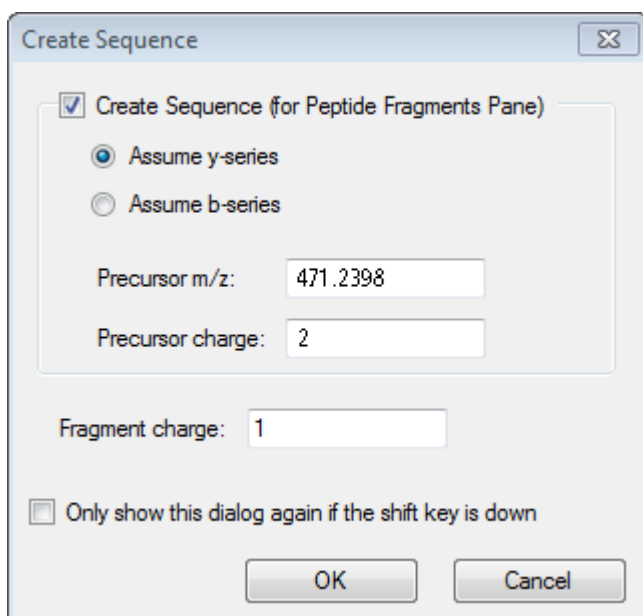 Create Sequence
Create Sequence (for Peptide Fragments Pane)
Assume y-series
Assume b-series
Precursor m/z: 471.2398
Precursor charge: 2
Fragment charge: 1
Only show this dialog again if the shift key is down
OK Cancel